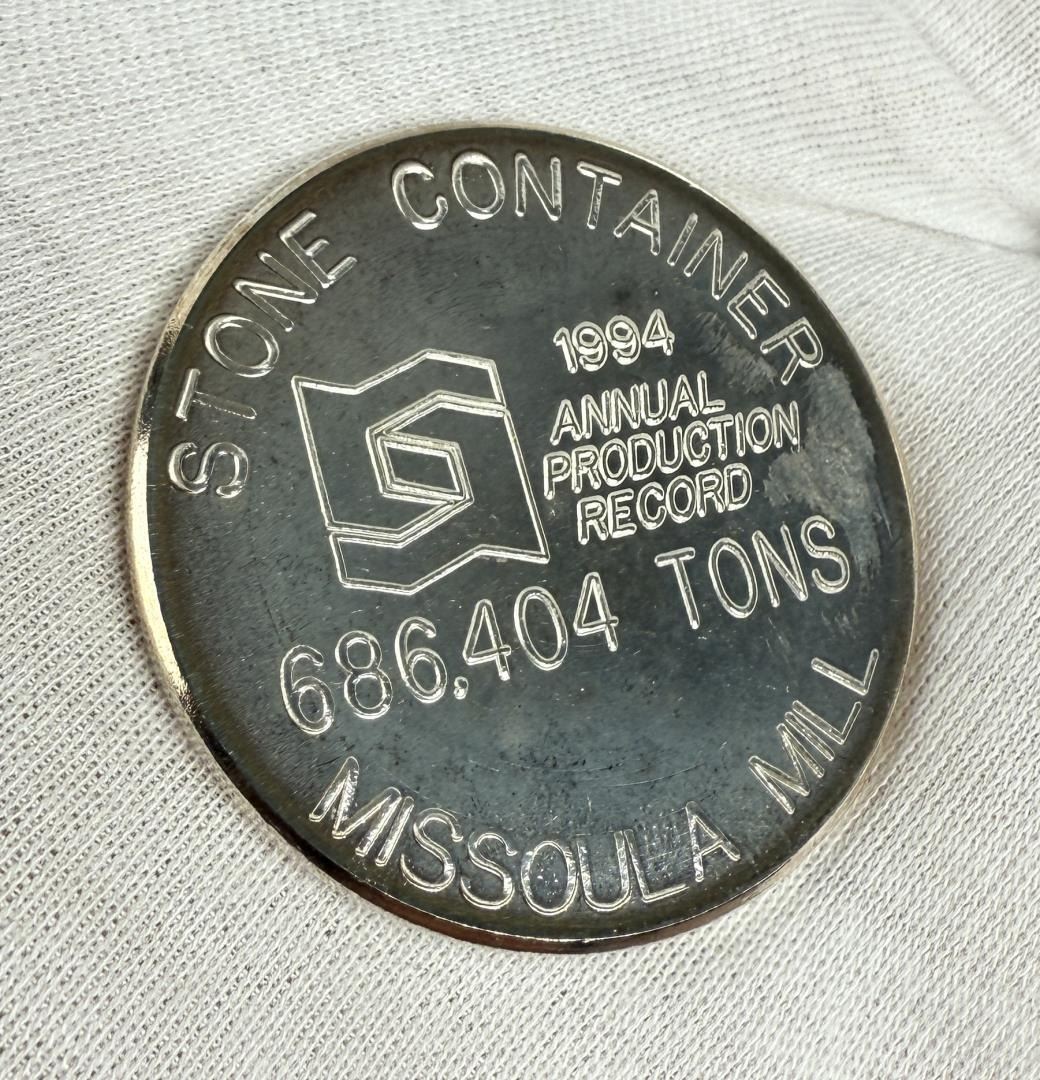 STONE CONTAINER
1994
ANNUAL
PRODUCTION
RECORD
686,404 TONS
MISSOULA MILL